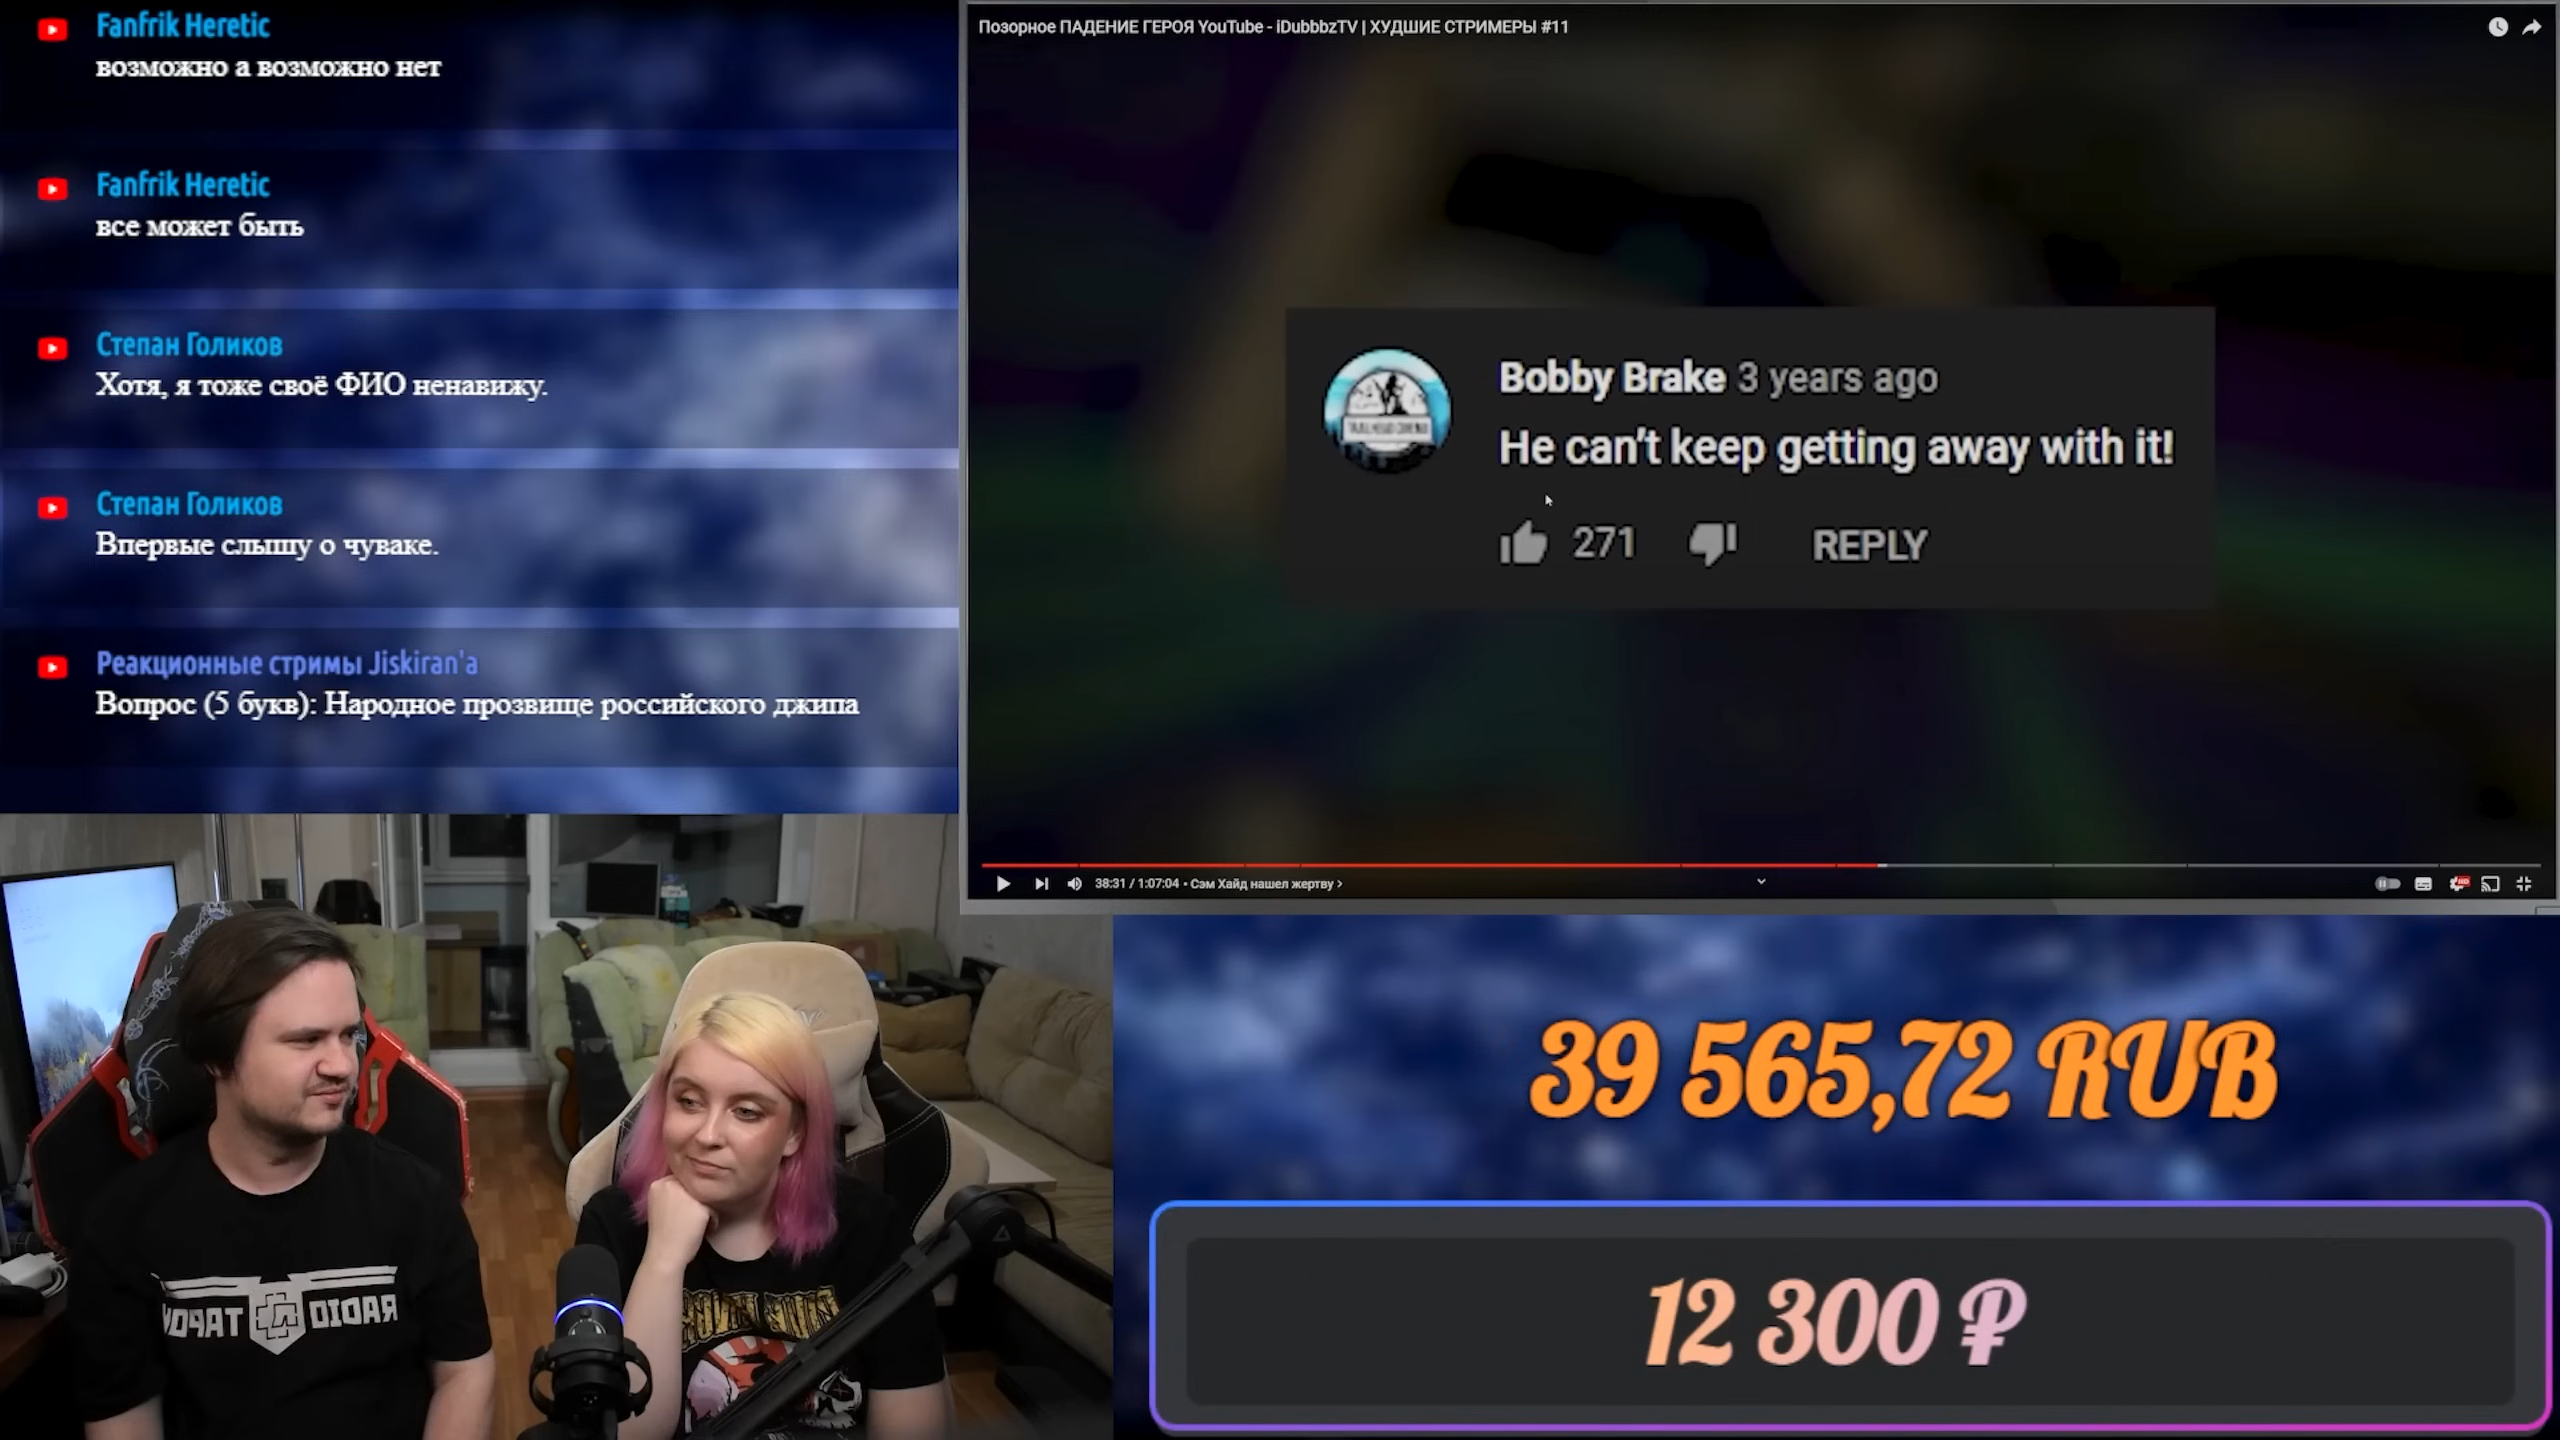 Fanfrik Heretic
возможно а возможно нет
Fanfrik Heretic
все может быть
Степан Голиков
Хотя, я тоже своё ФИО ненавижу.
Степан Голиков
Впервые слышу о чуваке.
Реакционные стримы Jiskiran'a
Вопрос (5 букв): Народное прозвище российского джипа
Позорное ПАДЕНИЕ ГЕРОЯ YouTube - iDubbbzTV | ХУДШИЕ СТРИМЕРЫ #11
Bobby Brake 3 years ago
He can't keep getting away with it!
271 REPLY
38:31 / 1:07:04 • Сэм Хайд нашел жертву >
39 565,72 RUB
12 300 ₽